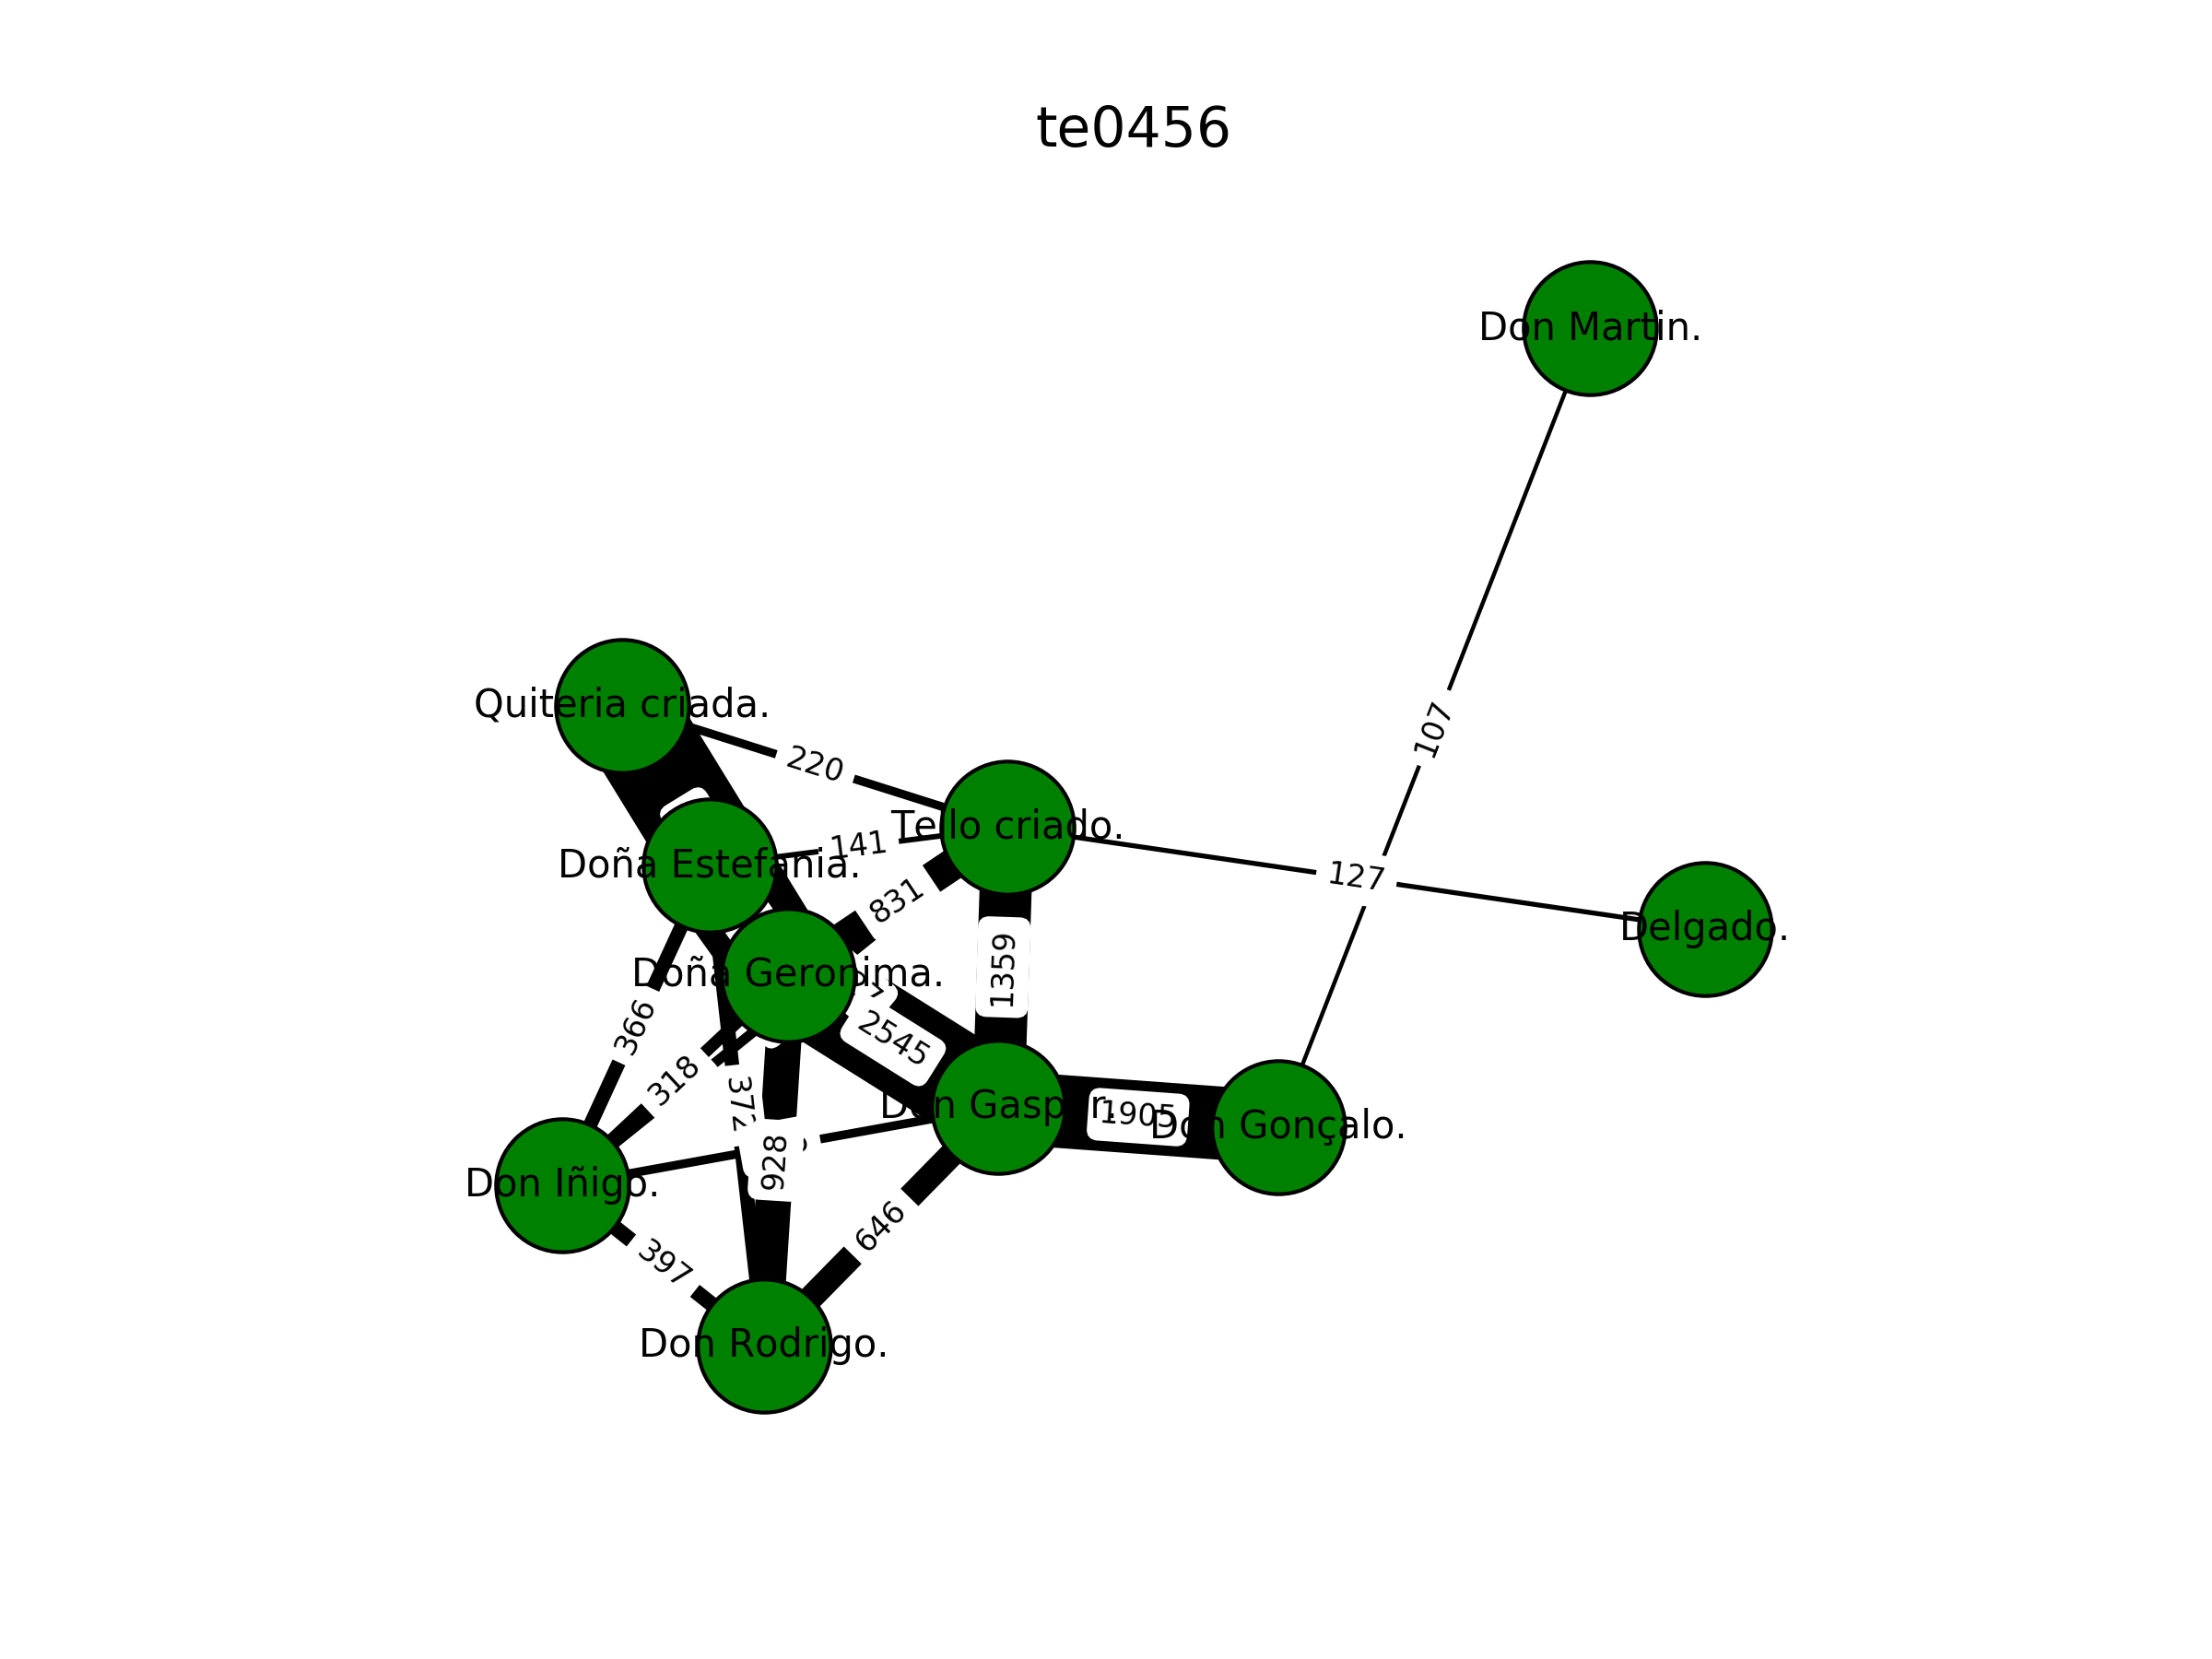 te0456
Don Martin.
Quiteria criada.
107
220
Tello criado.
141
Doña Estefania.
127
831
Delgado.
Doña Geronima.
1359
366
2545
318
Don Gaspar.
1905
Don Gonçalo.
928
Don Iñigo.
646
397
Don Rodrigo.